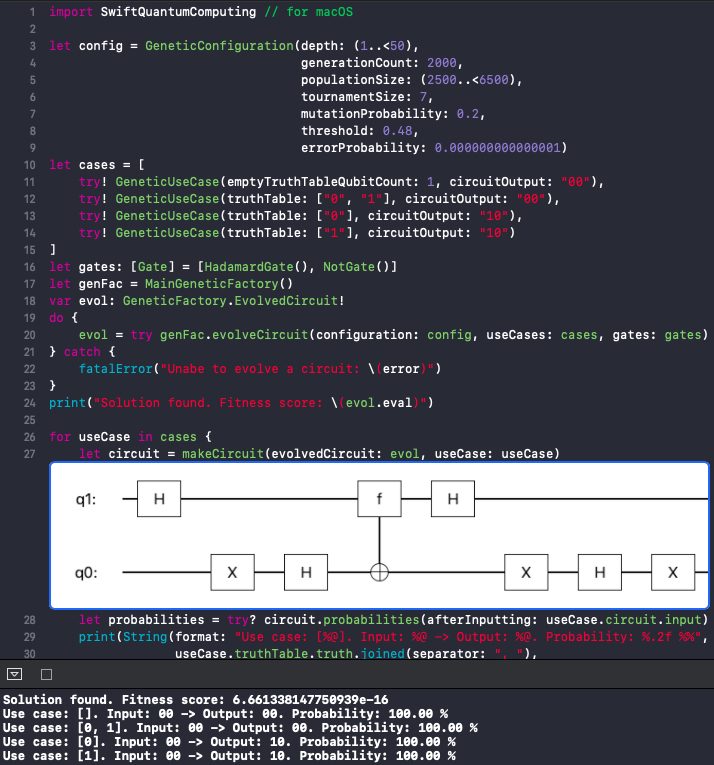 1 import SwiftQuantumComputing // for macOS
2
3 let config = GeneticConfiguration(depth: (1..<50),
4 generationCount: 2000,
5 populationSize: (2500..<6500),
6 tournamentSize: 7,
7 mutationProbability: 0.2,
8 threshold: 0.48,
9 errorProbability: 0.000000000000001)
10 let cases = [
11 try! GeneticUseCase(emptyTruthTableQubitCount: 1, circuitOutput: "00"),
12 try! GeneticUseCase(truthTable: ["0", "1"], circuitOutput: "00"),
13 try! GeneticUseCase(truthTable: ["0"], circuitOutput: "10"),
14 try! GeneticUseCase(truthTable: ["1"], circuitOutput: "10")
15 ]
16 let gates: [Gate] = [HadamardGate(), NotGate()]
17 let genFac = MainGeneticFactory()
18 var evol: GeneticFactory.EvolvedCircuit!
19 do {
20 evol = try genFac.evolveCircuit(configuration: config, useCases: cases, gates: gates)
21 } catch {
22 fatalError("Unabe to evolve a circuit: \(error)")
23 }
24 print("Solution found. Fitness score: \(evol.eval)")
25
26 for useCase in cases {
27 let circuit = makeCircuit(evolvedCircuit: evol, useCase: useCase)
q1: H f H
q0: X H X H X
28 let probabilities = try? circuit.probabilities(afterInputting: useCase.circuit.input)
29 print(String(format: "Use case: [%@]. Input: %@ -> Output: %@. Probability: %.2f %%",
30 useCase.truthTable.truth.joined(separator: ", "),
Solution found. Fitness score: 6.661338147750939e-16
Use case: []. Input: 00 -> Output: 00. Probability: 100.00 %
Use case: [0, 1]. Input: 00 -> Output: 00. Probability: 100.00 %
Use case: [0]. Input: 00 -> Output: 10. Probability: 100.00 %
Use case: [1]. Input: 00 -> Output: 10. Probability: 100.00 %